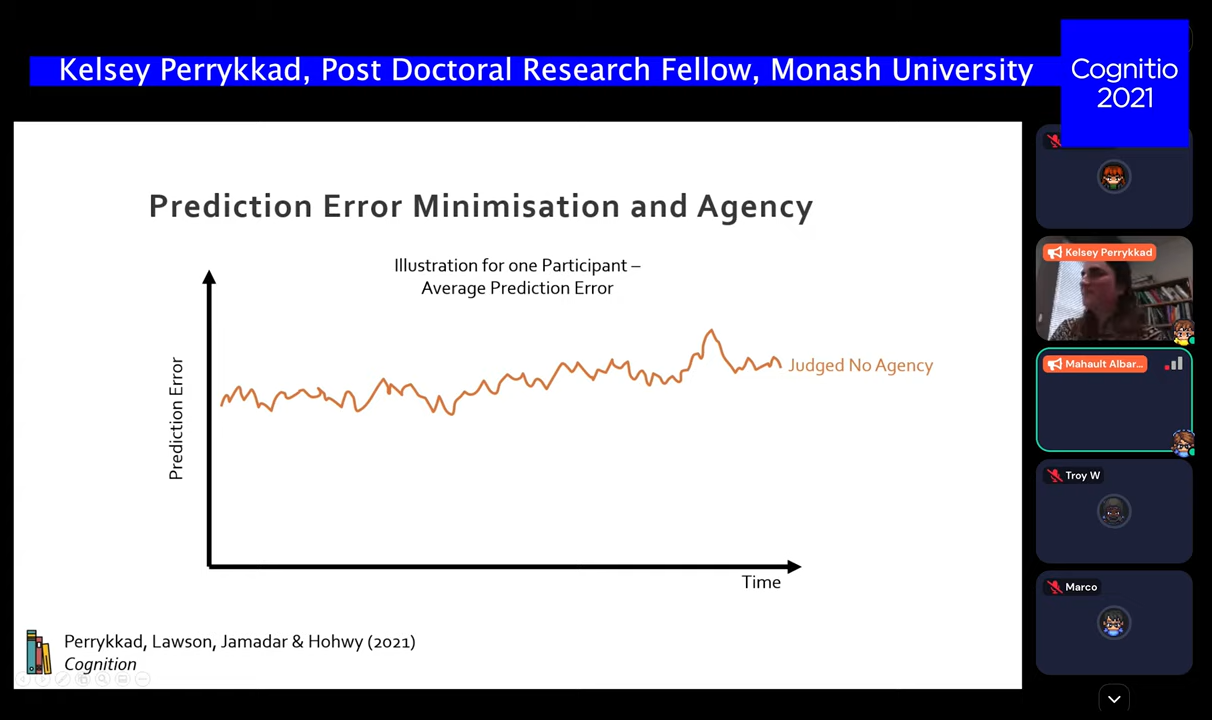 Kelsey Perrykkad, Post Doctoral Research Fellow, Monash University
Cognitio
2021
Prediction Error Minimisation and Agency
Illustration for one Participant –
Average Prediction Error
Prediction Error
Judged No Agency
Time
Perrykkad, Lawson, Jamadar & Hohwy (2021)
Cognition
Kelsey Perrykkad
Mahault Albar...
Troy W
Marco